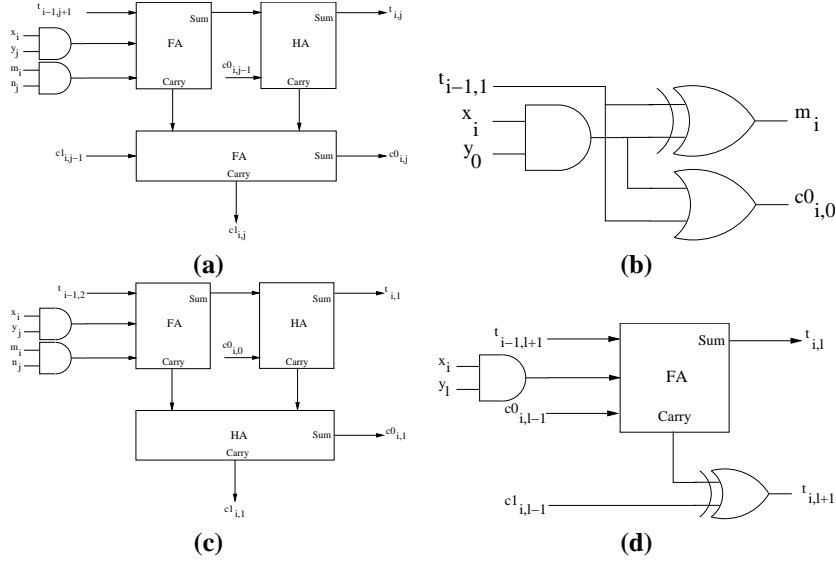 t i−1,j+1
Sum
t i,j
x i
y j
FA
HA
m i
n j
c0 i,j−1
Carry
Carry
c1 i,j−1
FA
Sum
c0 i,j
Carry
c1 i,j
(a)
t i−1,1
x i
y 0
m i
c0 i,0
(b)
t i−1,2
Sum
Sum
t i,1
x i
y j
FA
HA
m i
n j
c0 i,0
Carry
Carry
c1 i,1
HA
Sum
c0 i,1
Carry
(c)
t i−1,l+1
Sum
t i,l
x i
y l
FA
c0 i,l−1
Carry
c1 i,l−1
t i,l+1
(d)